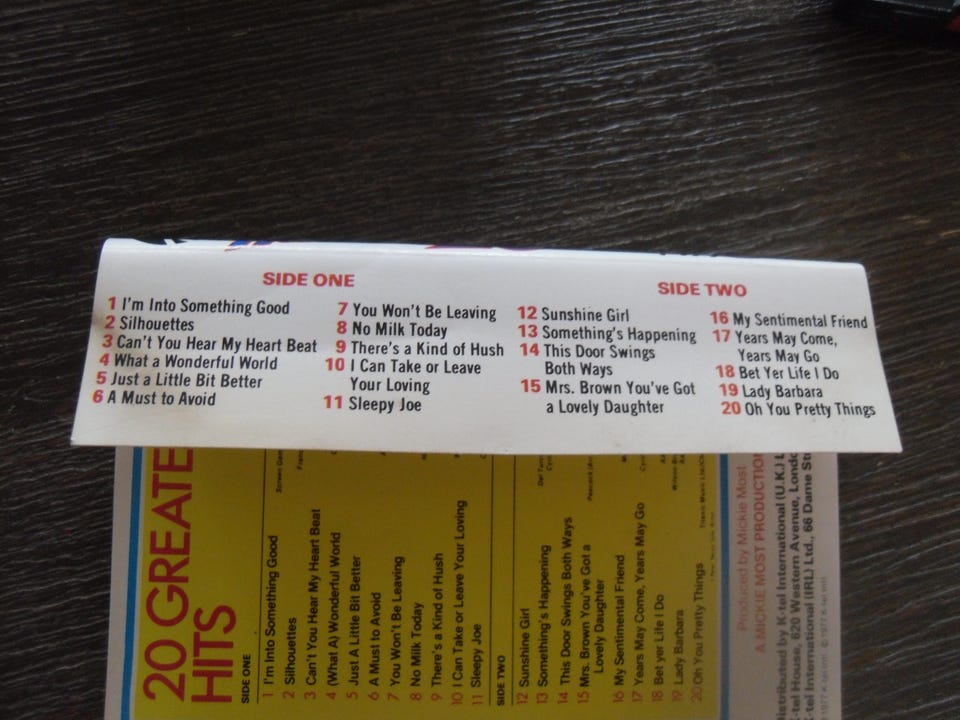 SIDE ONE
1 I'm Into Something Good
2 Silhouettes
3 Can't You Hear My Heart Beat
4 What a Wonderful World
5 Just a Little Bit Better
6 A Must to Avoid
7 You Won't Be Leaving
8 No Milk Today
9 There's a Kind of Hush
10 I Can Take or Leave
Your Loving
11 Sleepy Joe
SIDE TWO
12 Sunshine Girl
13 Something's Happening
14 This Door Swings
Both Ways
15 Mrs. Brown You've Got
a Lovely Daughter
16 My Sentimental Friend
17 Years May Come,
Years May Go
18 Bet Yer Life I Do
19 Lady Barbara
20 Oh You Pretty Things
20 GREATE
HITS
SIDE ONE
1 I'm Into Something Good
2 Silhouettes
3 Can't You Hear My Heart Beat
4 (What A) Wonderful World
5 Just A Little Bit Better
6 A Must to Avoid
7 You Won't Be Leaving
8 No Milk Today
9 There's a Kind of Hush
10 I Can Take or Leave Your Loving
11 Sleepy Joe
SIDE TWO
12 Sunshine Girl
13 Something's Happening
14 This Door Swings Both Ways
15 Mrs. Brown You've Got a
Lovely Daughter
16 My Sentimental Friend
17 Years May Come, Years May Go
18 Bet yer Life I Do
19 Lady Barbara
20 Oh You Pretty Things
Produced by Mickie Most
A MICKIE MOST PRODUCTION
istributed by K-tel International (U.K.) L
-tel House, 620 Western Avenue, Londo
-tel International (IRL) Ltd., 66 Dame St